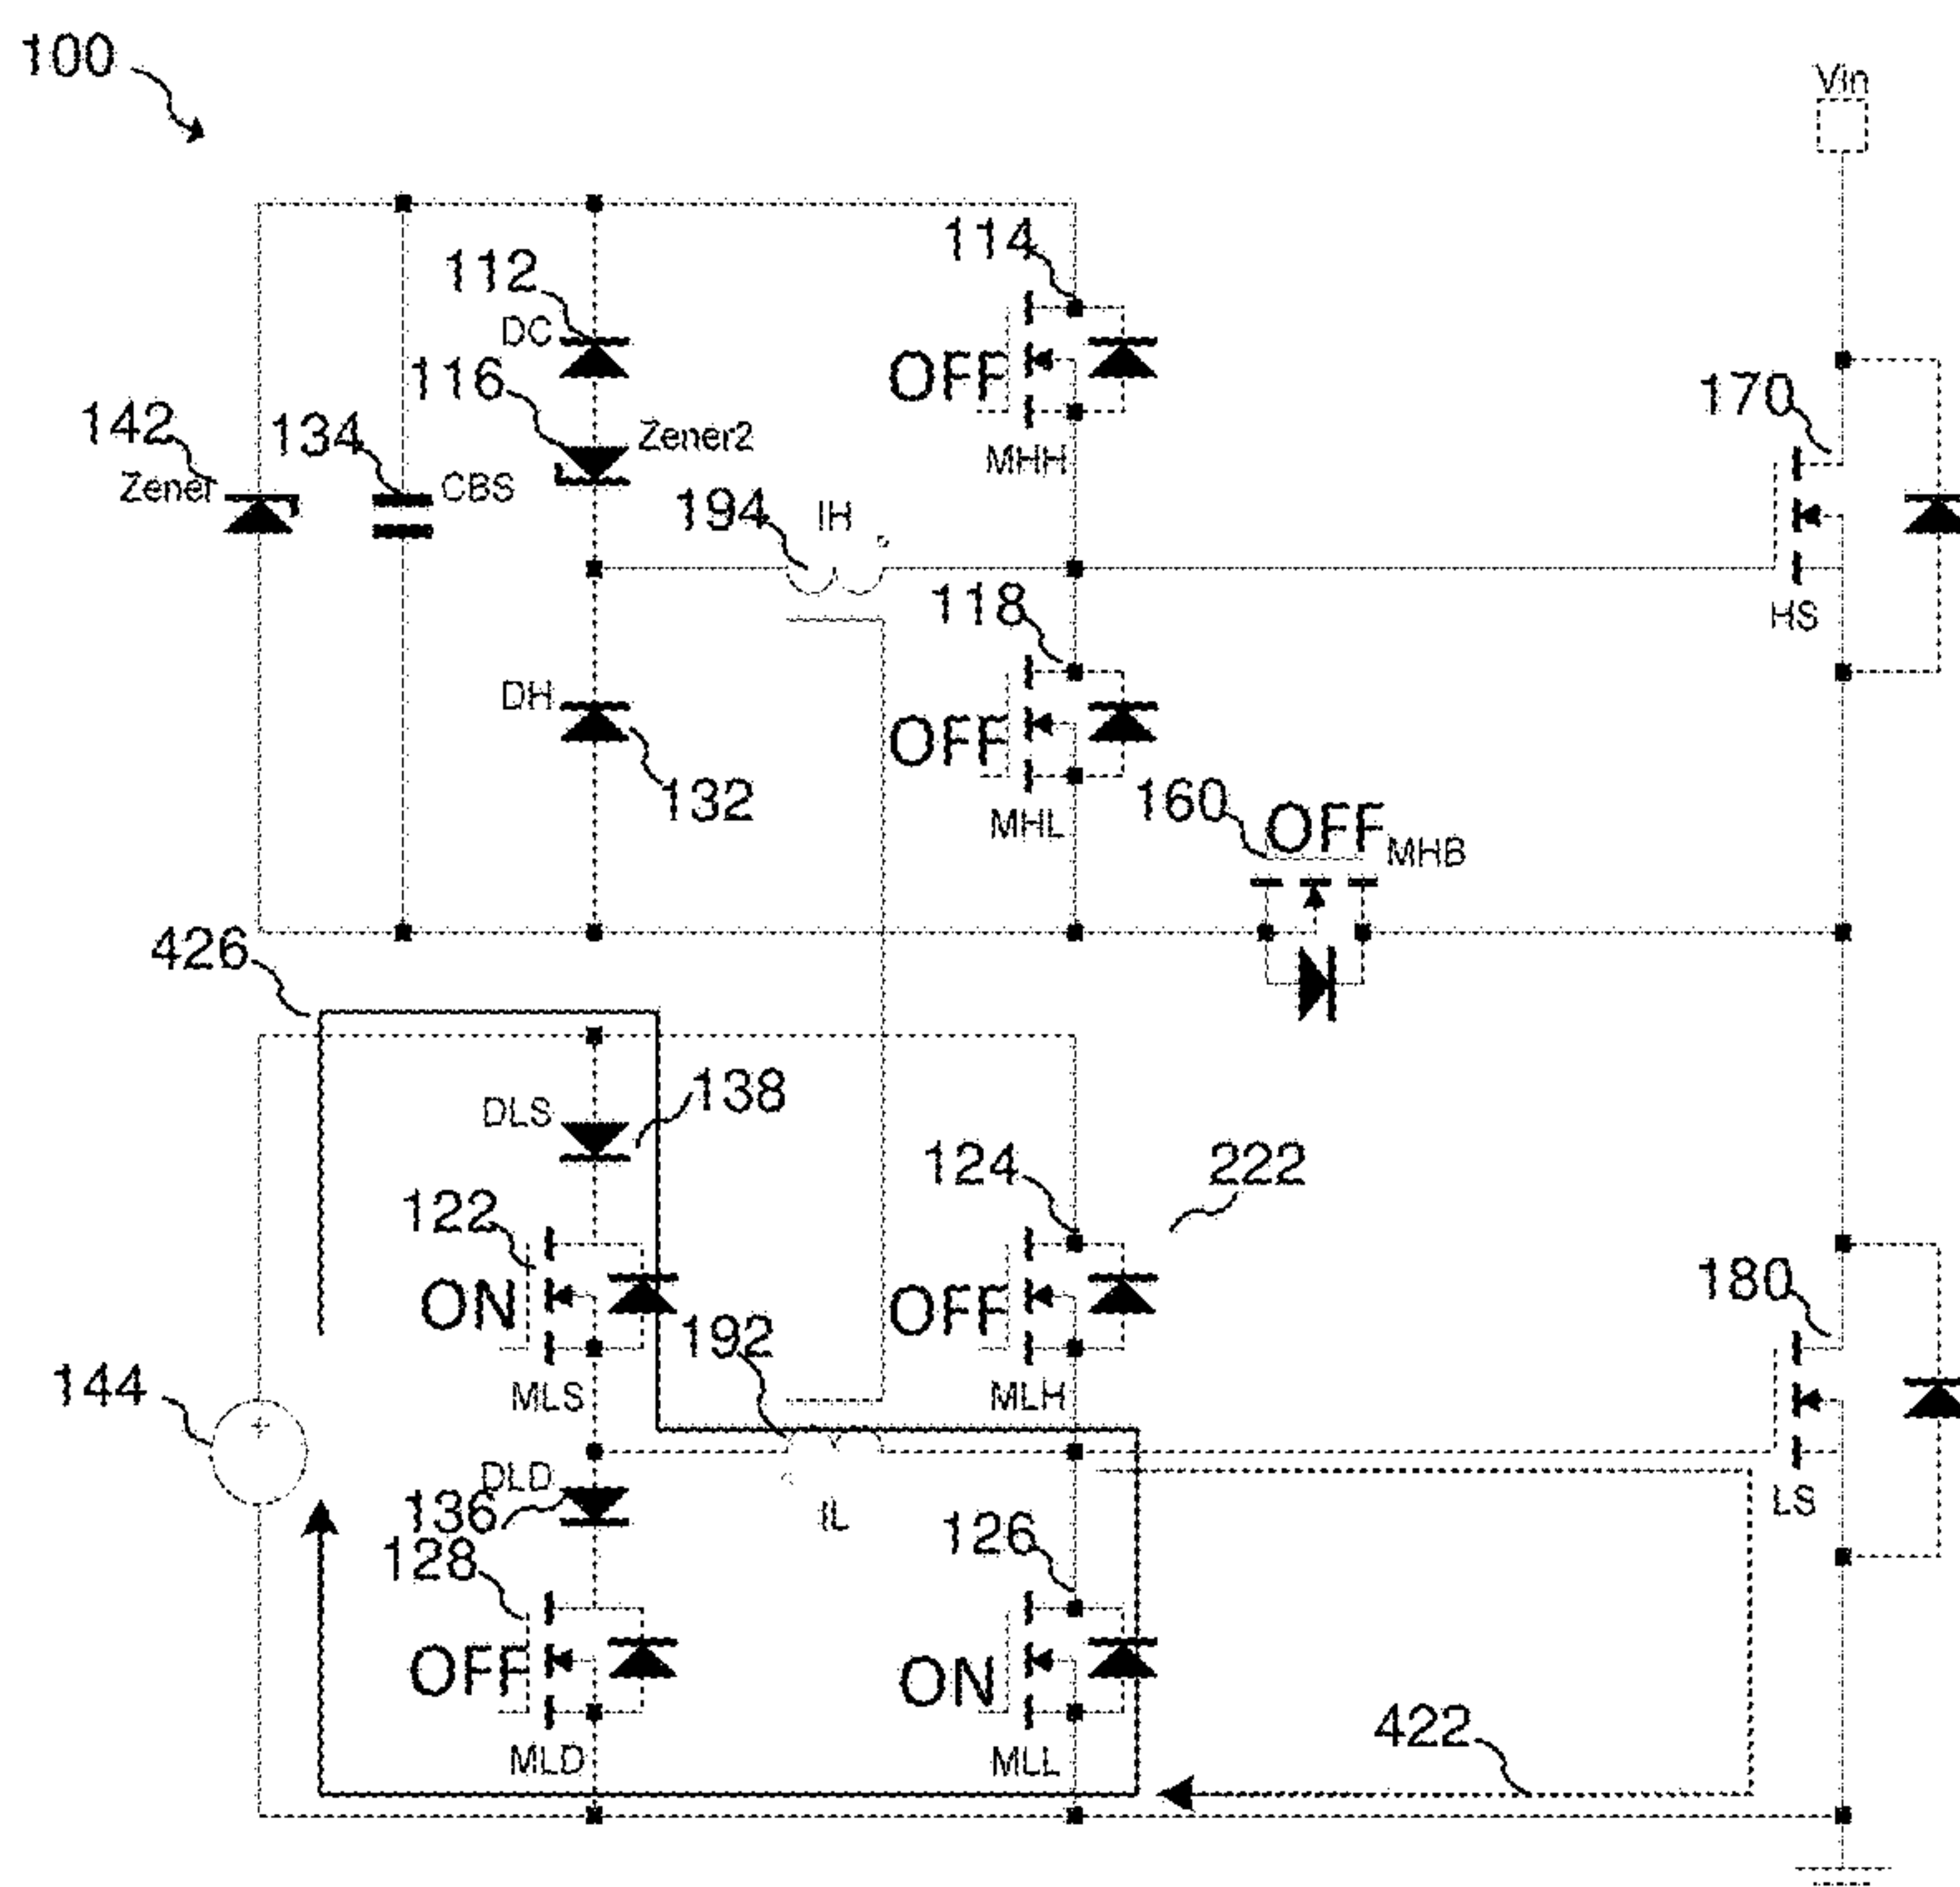 100
Vin
114
112
DC
OFF
116
170
142
134
Zener2
MHH
Zener
CBS
194
IH
118
HS
DH
OFF
132
160
OFF
MHL
MHB
426
138
DLS
124
222
122
180
ON
OFF
192
144
MLS
MLH
DLD
136
IL
LS
126
128
OFF
ON
422
MLD
MLL
+